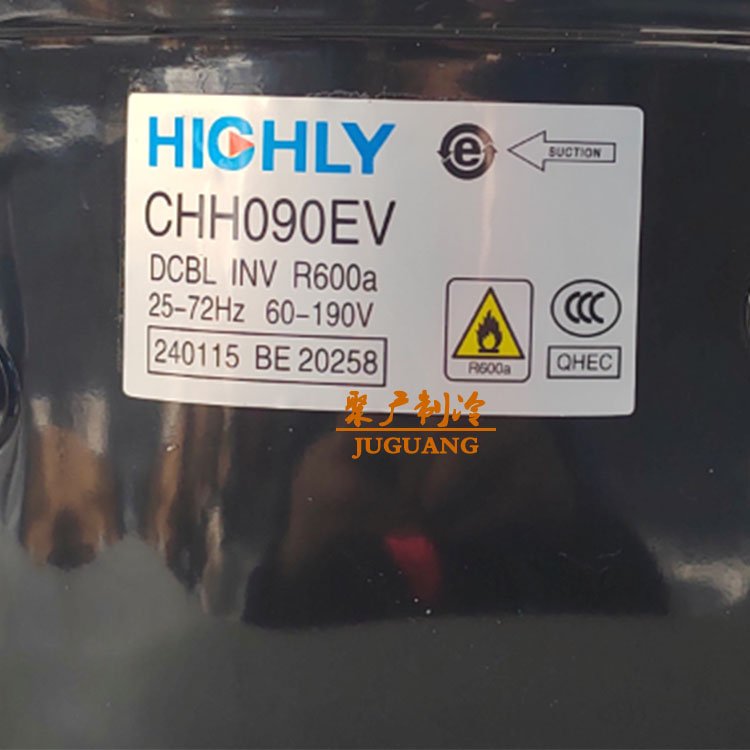 HIGHLY
e
SUCTION
CHH090EV
DCBL INV R600a
25-72Hz 60-190V
240115 BE 20258
R600a
CCC
QHEC
聚广制冷
JUGUANG